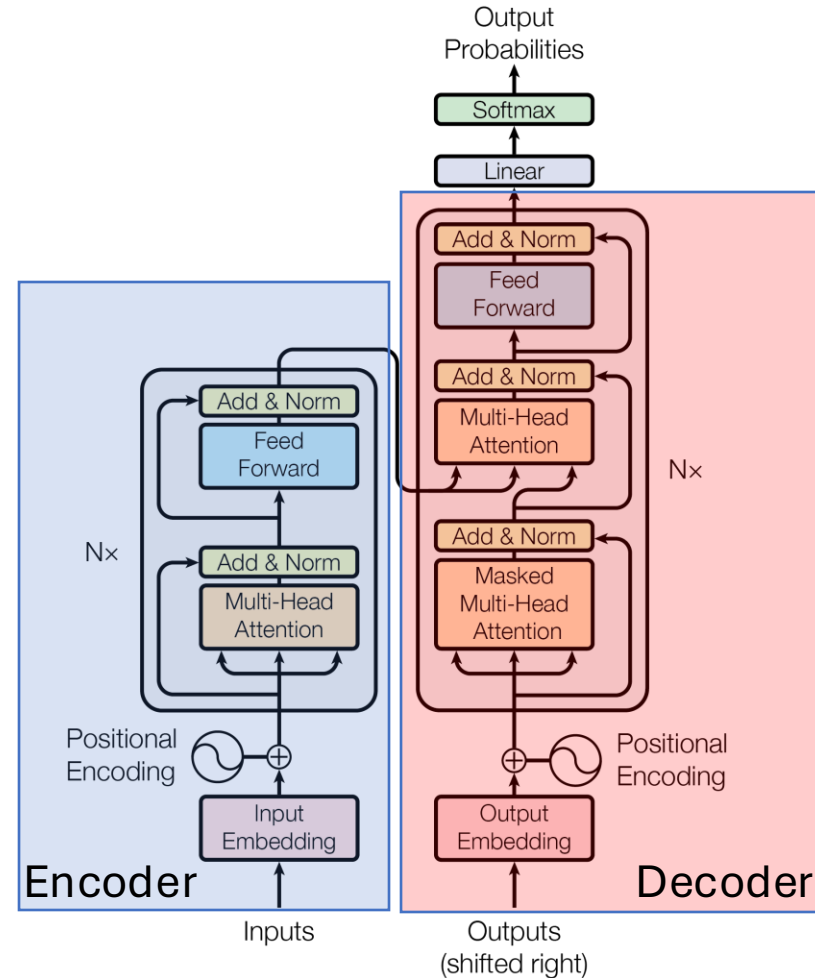 Output
Probabilities
Softmax
Linear
Add & Norm
Feed
Forward
Add & Norm
Multi-Head
Attention
Add & Norm
Masked
Multi-Head
Attention
Nx
Positional
Encoding
Output
Embedding
Decoder
Outputs
(shifted right)
Add & Norm
Feed
Forward
Add & Norm
Multi-Head
Attention
Nx
Positional
Encoding
Input
Embedding
Encoder
Inputs